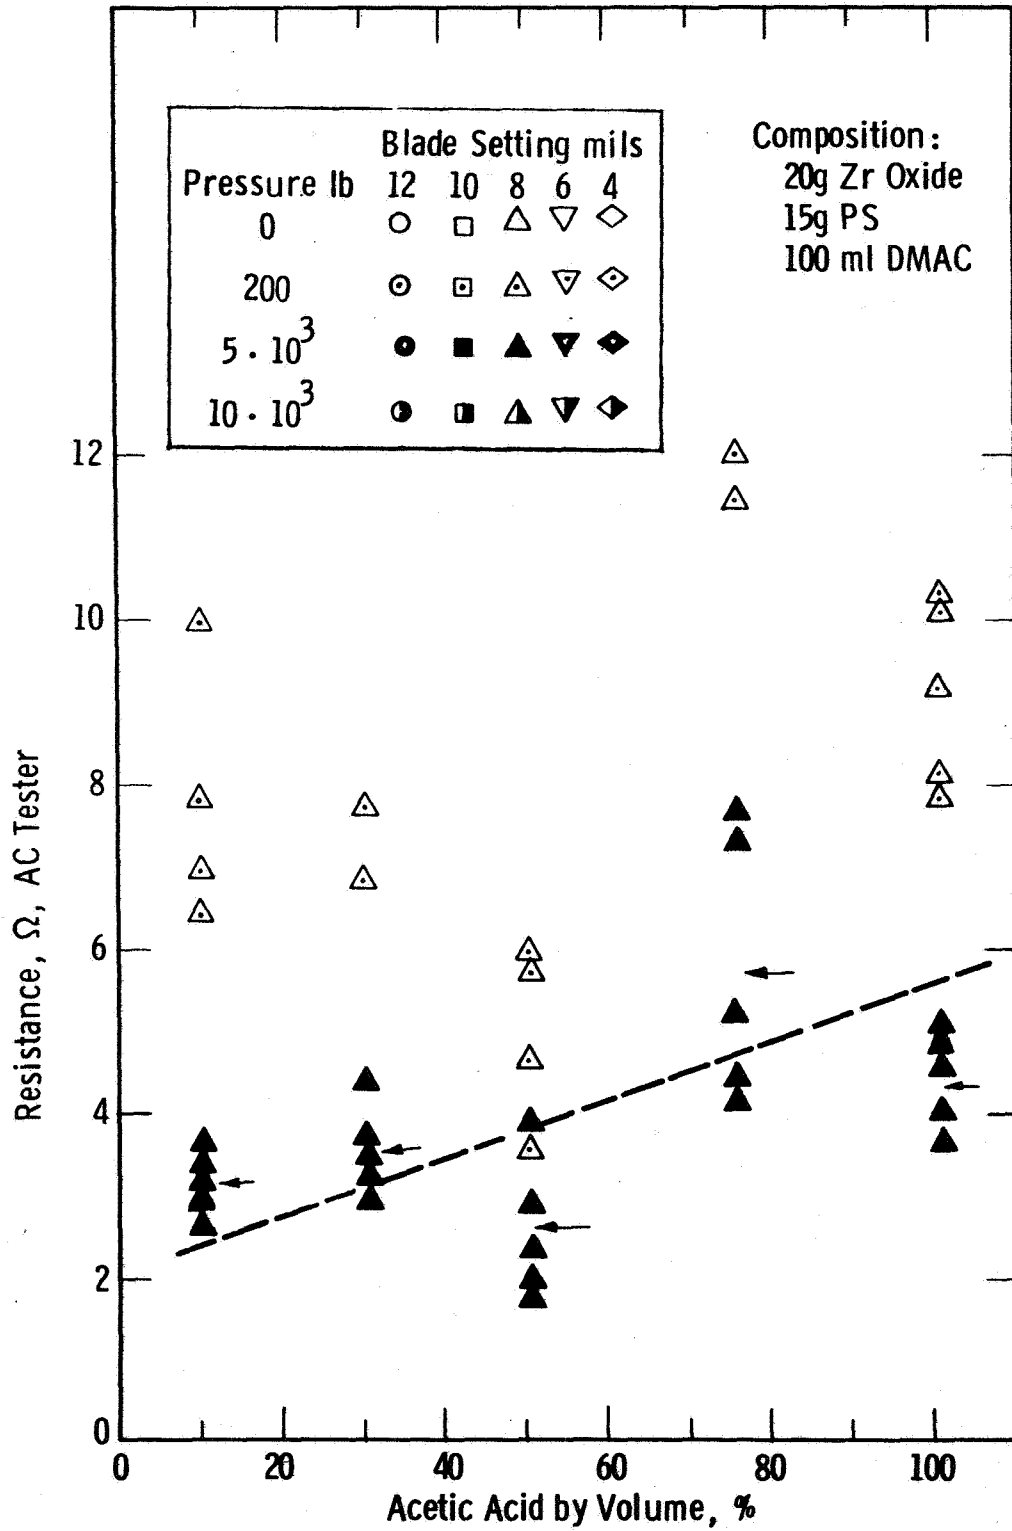 Blade Setting mils
Pressure lb 12 10 8 6 4
0
200
5 · 10³
10 · 10³
Composition:
20g Zr Oxide
15g PS
100 ml DMAC
12
10
8
6
4
2
0
Resistance, Ω, AC Tester
0 20 40 60 80 100
Acetic Acid by Volume, %